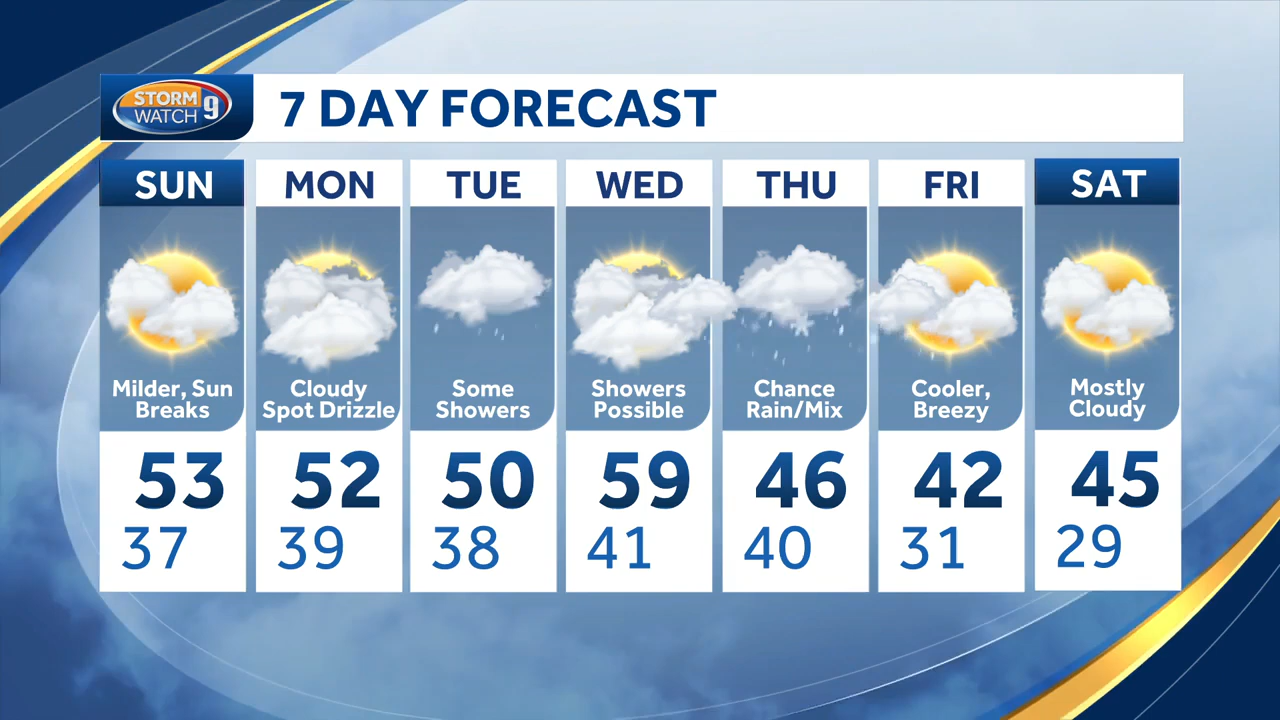 STORM
WATCH 9
7 DAY FORECAST
SUN
Milder, Sun
Breaks
53
37
MON
Cloudy
Spot Drizzle
52
39
TUE
Some
Showers
50
38
WED
Showers
Possible
59
41
THU
Chance
Rain/Mix
46
40
FRI
Cooler,
Breezy
42
31
SAT
Mostly
Cloudy
45
29